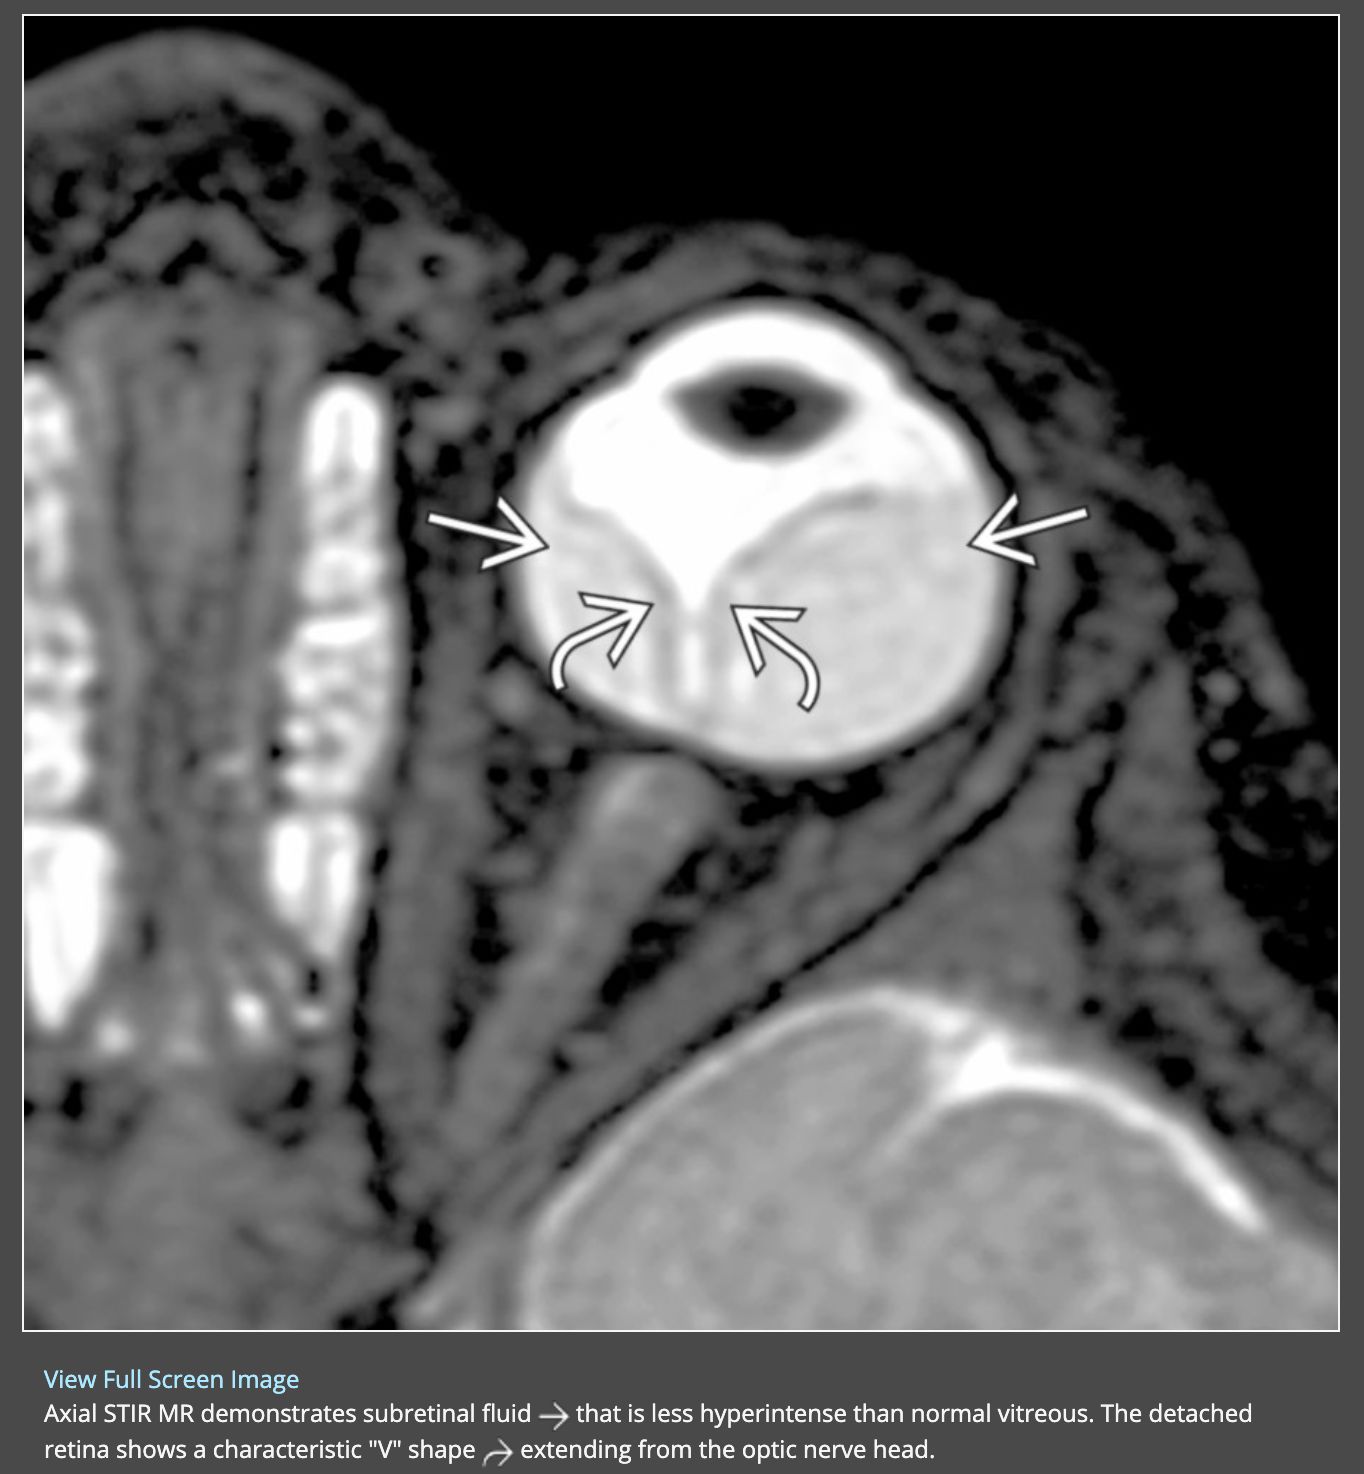 View Full Screen Image
Axial STIR MR demonstrates subretinal fluid → that is less hyperintense than normal vitreous. The detached
retina shows a characteristic "V" shape ⤳ extending from the optic nerve head.